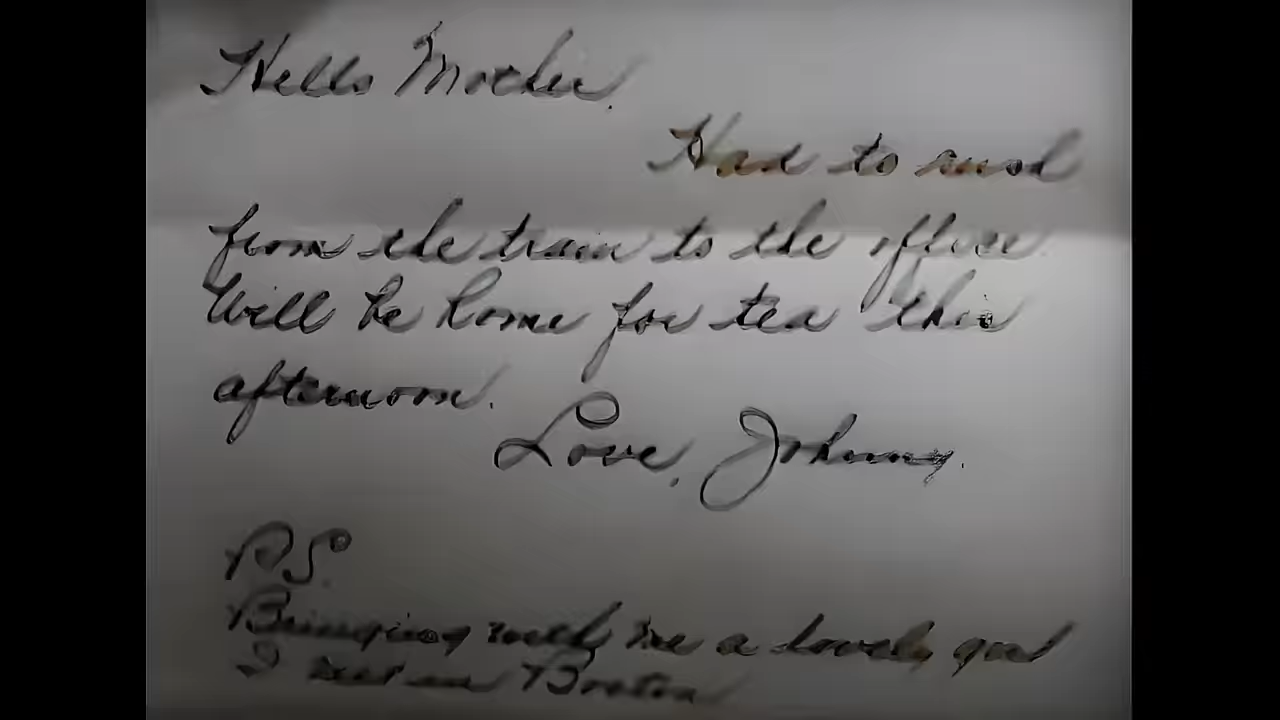 Hello Mother,
Had to rush
from the train to the office.
Will be home for tea this
afternoon.
Love, Johnny.
P.S.
Bringing with me a lovely girl
I met in Boston